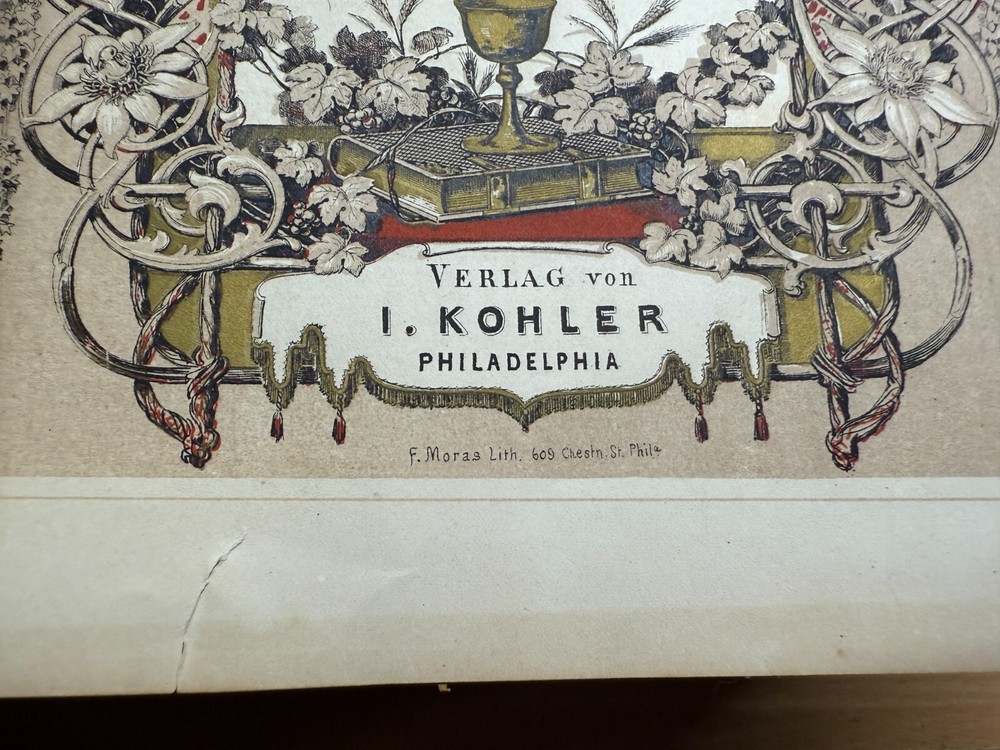 VERLAG von
I. KOHLER
PHILADELPHIA
F. Moras Lith. 609 Chestn. St. Phila